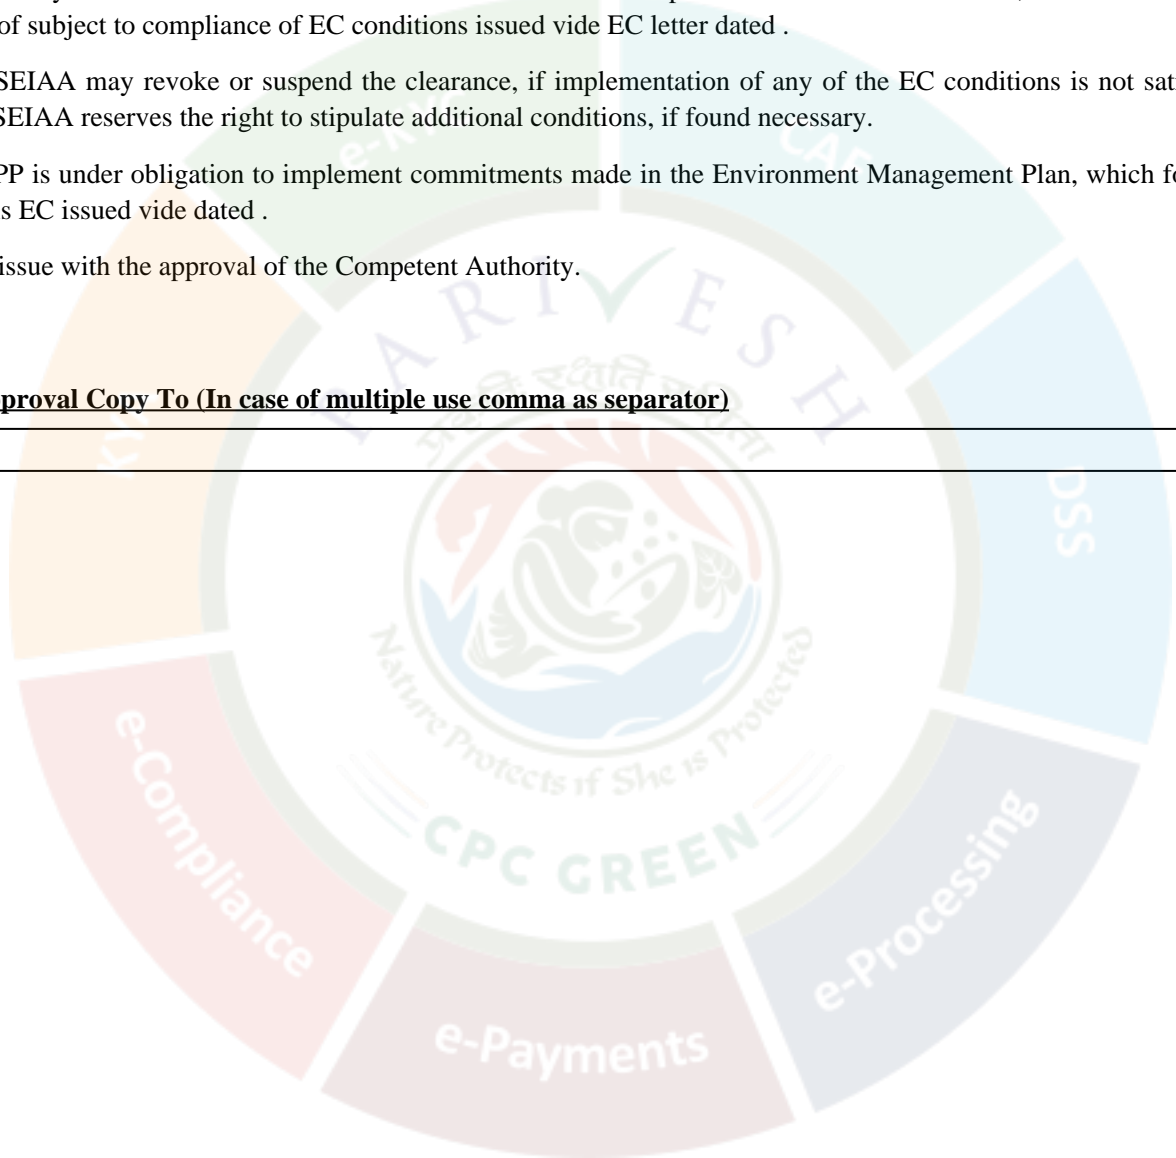 of subject to compliance of EC conditions issued vide EC letter dated .
SEIAA may revoke or suspend the clearance, if implementation of any of the EC conditions is not sat
SEIAA reserves the right to stipulate additional conditions, if found necessary.
PP is under obligation to implement commitments made in the Environment Management Plan, which fo
s EC issued vide dated .
issue with the approval of the Competent Authority.
proval Copy To (In case of multiple use comma as separator)
e-KYC
CAF
PARIVESH
KY
DSS
Nature Protects if She is Protected
CPC GREEN
e-Compliance
e-Processing
e-Payments